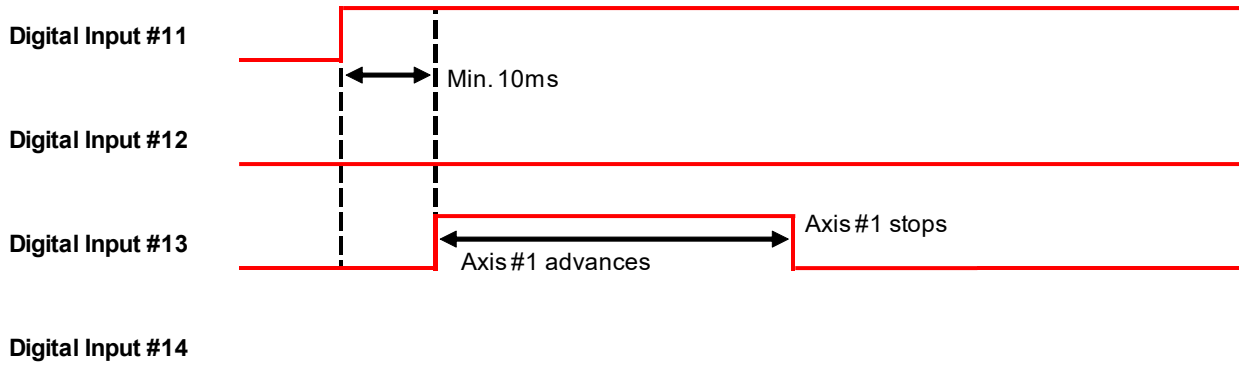 Digital Input #11
Min. 10ms
Digital Input #12
Axis #1 stops
Digital Input #13
Axis #1 advances
Digital Input #14